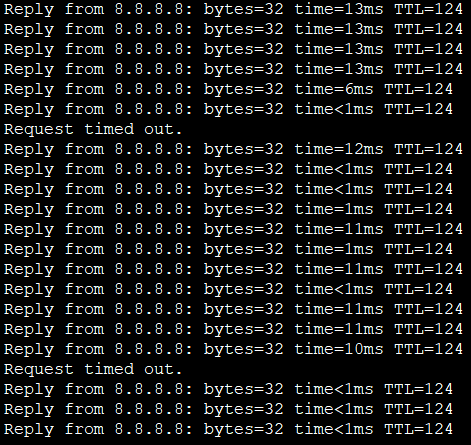 Reply from 8.8.8.8: bytes=32 time=13ms TTL=124
Reply from 8.8.8.8: bytes=32 time=13ms TTL=124
Reply from 8.8.8.8: bytes=32 time=13ms TTL=124
Reply from 8.8.8.8: bytes=32 time=13ms TTL=124
Reply from 8.8.8.8: bytes=32 time=6ms TTL=124
Reply from 8.8.8.8: bytes=32 time<1ms TTL=124
Request timed out.
Reply from 8.8.8.8: bytes=32 time=12ms TTL=124
Reply from 8.8.8.8: bytes=32 time<1ms TTL=124
Reply from 8.8.8.8: bytes=32 time<1ms TTL=124
Reply from 8.8.8.8: bytes=32 time=1ms TTL=124
Reply from 8.8.8.8: bytes=32 time=11ms TTL=124
Reply from 8.8.8.8: bytes=32 time=1ms TTL=124
Reply from 8.8.8.8: bytes=32 time=11ms TTL=124
Reply from 8.8.8.8: bytes=32 time<1ms TTL=124
Reply from 8.8.8.8: bytes=32 time=11ms TTL=124
Reply from 8.8.8.8: bytes=32 time=11ms TTL=124
Reply from 8.8.8.8: bytes=32 time=10ms TTL=124
Request timed out.
Reply from 8.8.8.8: bytes=32 time<1ms TTL=124
Reply from 8.8.8.8: bytes=32 time<1ms TTL=124
Reply from 8.8.8.8: bytes=32 time<1ms TTL=124